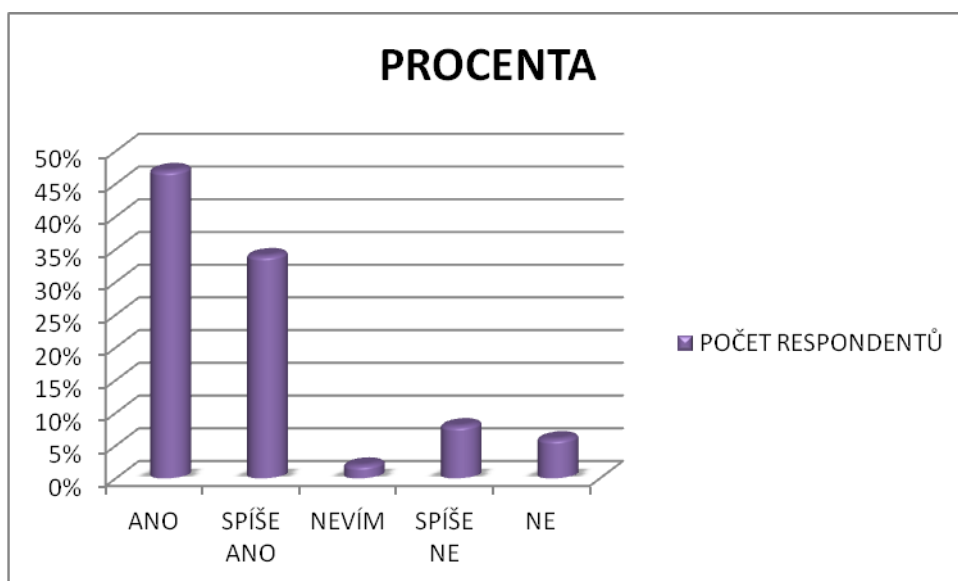 PROCENTA
50%
45%
40%
35%
30%
25%
20%
15%
10%
5%
0%
ANO
SPÍŠE
ANO
NEVÍM
SPÍŠE
NE
NE
POČET RESPONDENTŮ